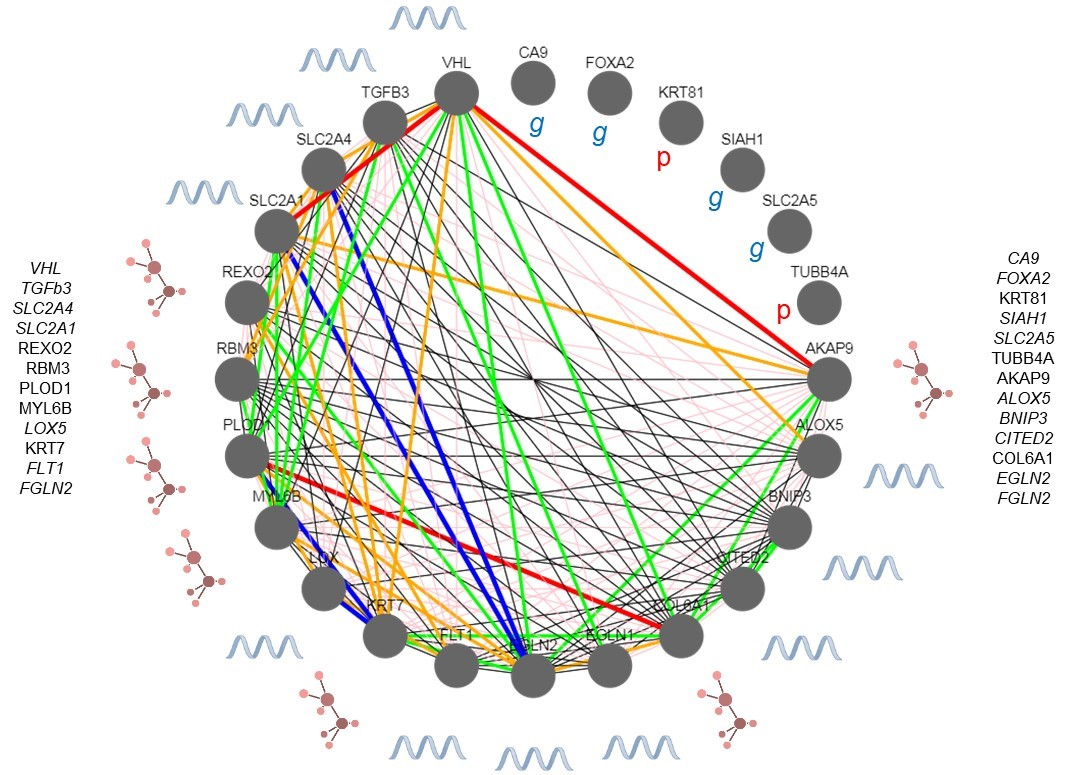 VHL
CA9
FOXA2
KRT81
SIAH1
SLC2A5
TUBB4A
AKAP9
ALOX5
BNIP3
CITED2
COL6A1
EGLN1
EGLN2
FLT1
KRT7
LOX
MYL6B
PLOD1
RBM3
REXO2
SLC2A1
SLC2A4
TGFB3
g
g
p
g
g
p
VHL
TGFb3
SLC2A4
SLC2A1
REXO2
RBM3
PLOD1
MYL6B
LOX5
KRT7
FLT1
FGLN2
CA9
FOXA2
KRT81
SIAH1
SLC2A5
TUBB4A
AKAP9
ALOX5
BNIP3
CITED2
COL6A1
EGLN2
FGLN2